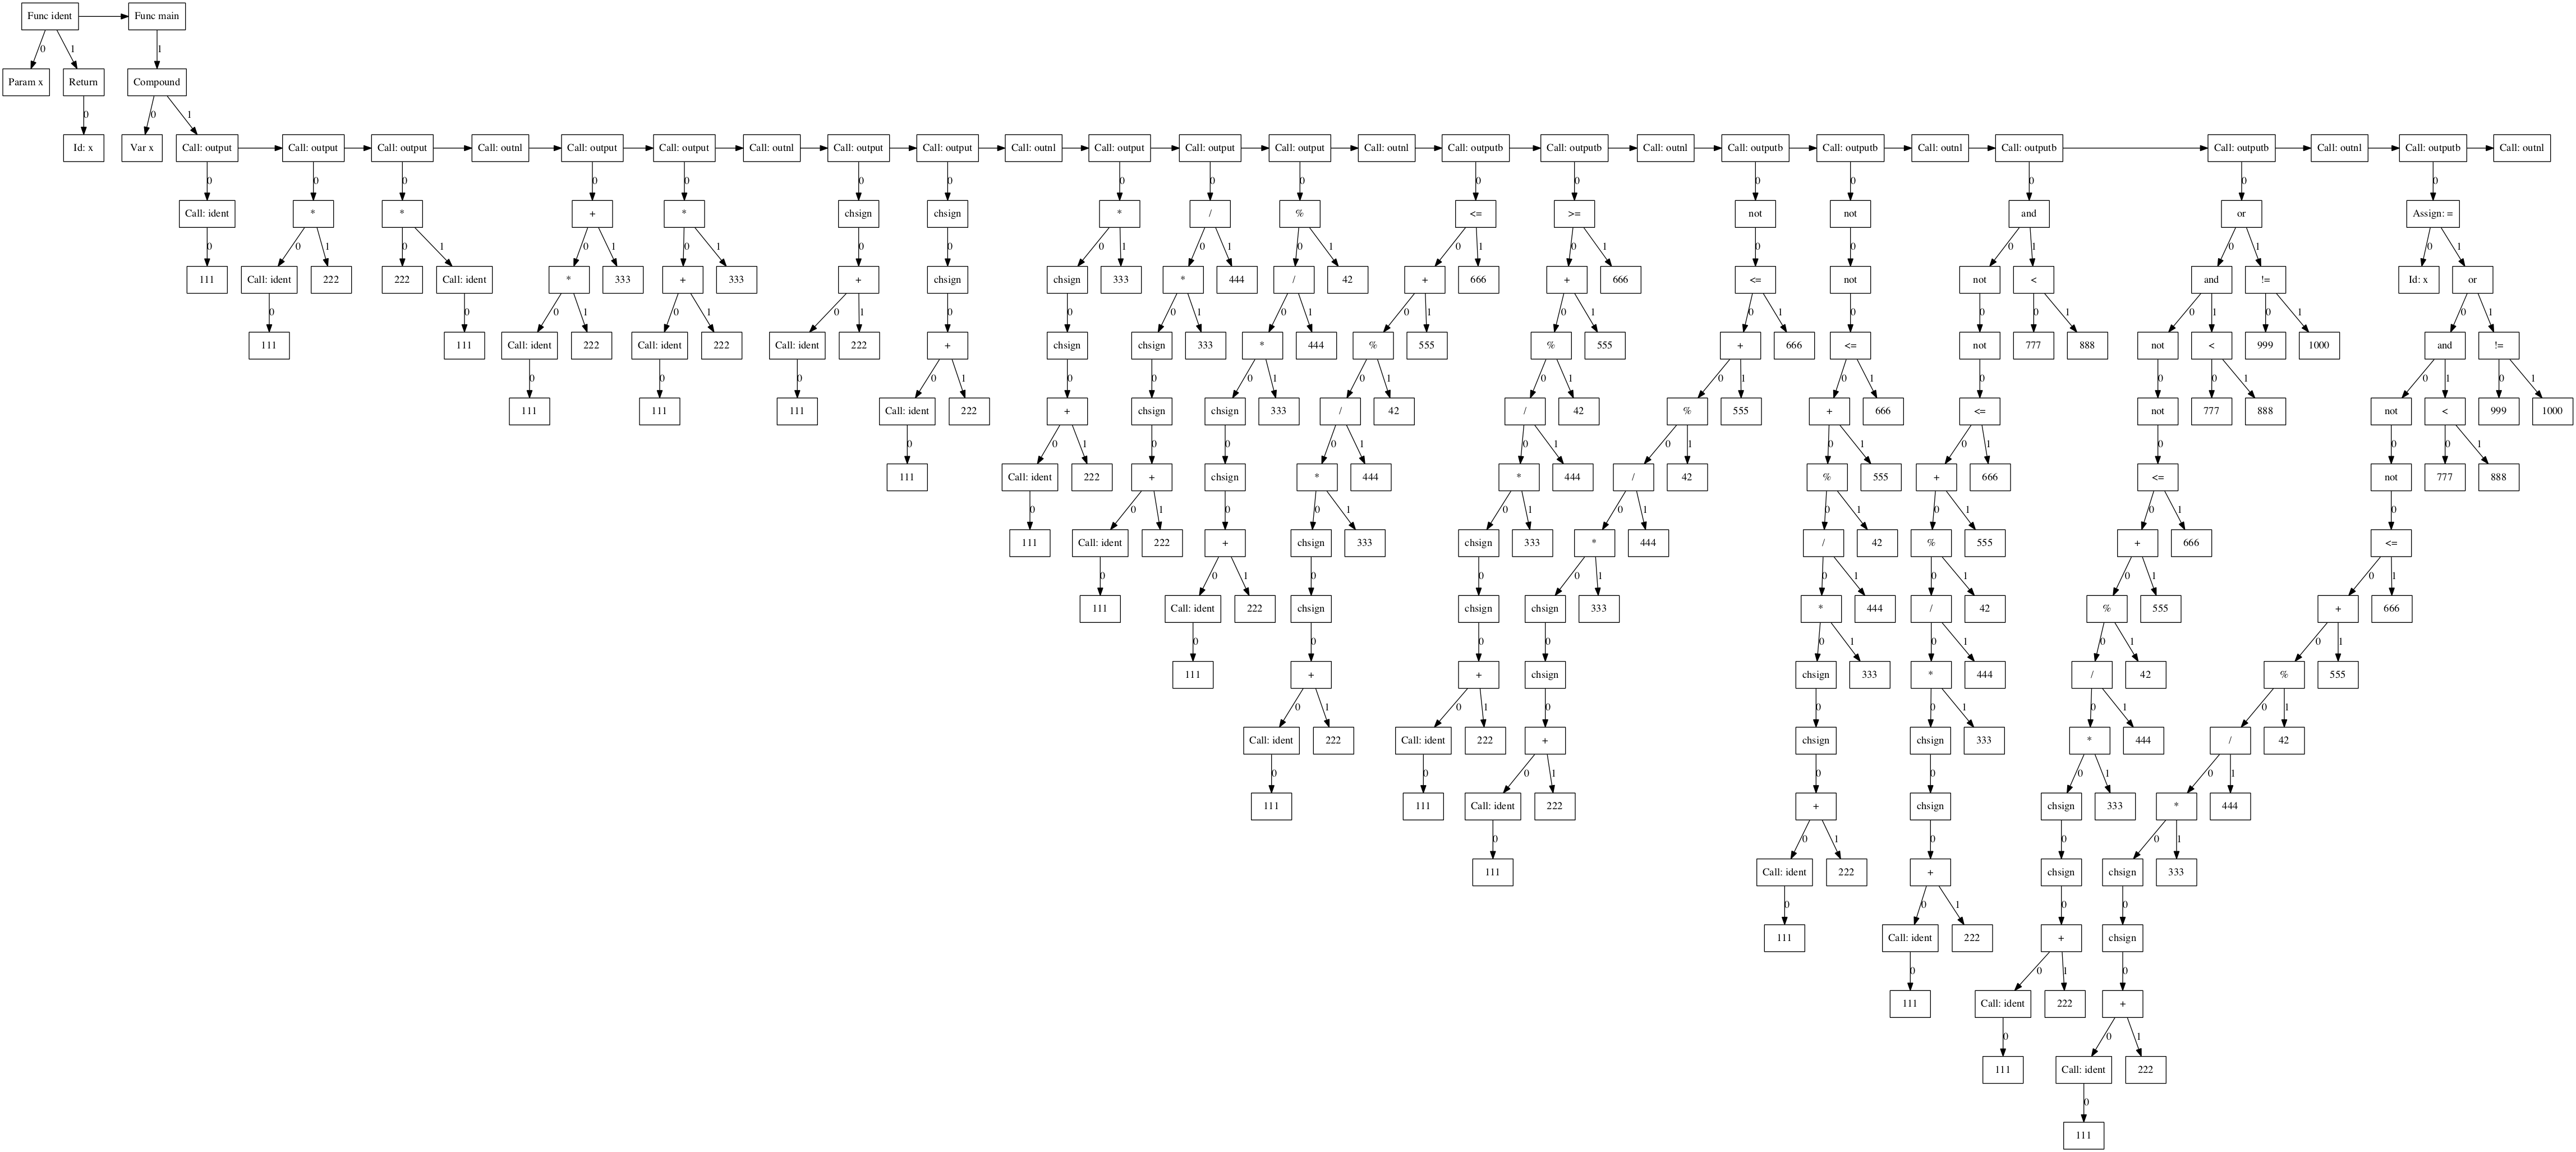 Func ident Func main
0 1 1
Param x Return Compound
0 0 1
Id: x Var x Call: output Call: output Call: output Call: outnl Call: output Call: output Call: outnl Call: output Call: output Call: outnl Call: output Call: output Call: output Call: outnl Call: outputb Call: outputb Call: outnl Call: outputb Call: outputb Call: outnl Call: outputb Call: outputb Call: outnl Call: outputb Call: outnl
0 0 0 0 0 0 0 0 0 0 0 0 0 0 0 0 0
Call: ident * * + * chsign chsign * / % <= >= not not and or Assign: =
0 0 1 0 1 0 1 0 1 0 0 0 1 0 1 0 1 0 1 0 1 0 0 0 1 0 1 0 1
111 Call: ident 222 222 Call: ident * 333 + 333 + chsign chsign 333 * 444 / 42 + 666 + 666 <= not not < and != Id: x or
0 0 0 1 0 1 0 1 0 0 0 1 0 1 0 1 0 1 0 1 0 0 0 1 0 1 0 1 0 1
111 111 Call: ident 222 Call: ident 222 Call: ident 222 + chsign chsign 333 * 444 % 555 % 555 + 666 <= not 777 888 not < 999 1000 and !=
0 0 0 0 1 0 0 0 1 0 1 0 1 0 1 0 1 0 0 0 1 0 1 0 1
111 111 111 Call: ident 222 + chsign chsign 333 / 42 / 42 % 555 + 666 <= not 777 888 not < 999 1000
0 0 1 0 0 0 1 0 1 0 1 0 1 0 1 0 0 0 1
111 Call: ident 222 + chsign * 444 * 444 / 42 % 555 + 666 <= not 777 888
0 0 1 0 0 1 0 1 0 1 0 1 0 1 0 1 0
111 Call: ident 222 + chsign 333 chsign 333 * 444 / 42 % 555 + 666 <=
0 0 1 0 0 0 1 0 1 0 1 0 1 0 1
111 Call: ident 222 chsign chsign chsign 333 * 444 / 42 % 555 + 666
0 0 0 0 0 1 0 1 0 1 0 1
111 + + chsign chsign 333 * 444 / 42 % 555
0 1 0 1 0 0 0 1 0 1 0 1
Call: ident 222 Call: ident 222 + chsign chsign 333 * 444 / 42
0 0 0 1 0 0 0 1 0 1
111 111 Call: ident 222 + chsign chsign 333 * 444
0 0 1 0 0 0 1
111 Call: ident 222 + chsign chsign 333
0 0 1 0 0
111 Call: ident 222 + chsign
0 0 1 0
111 Call: ident 222 +
0 0 1
111 Call: ident 222
0
111